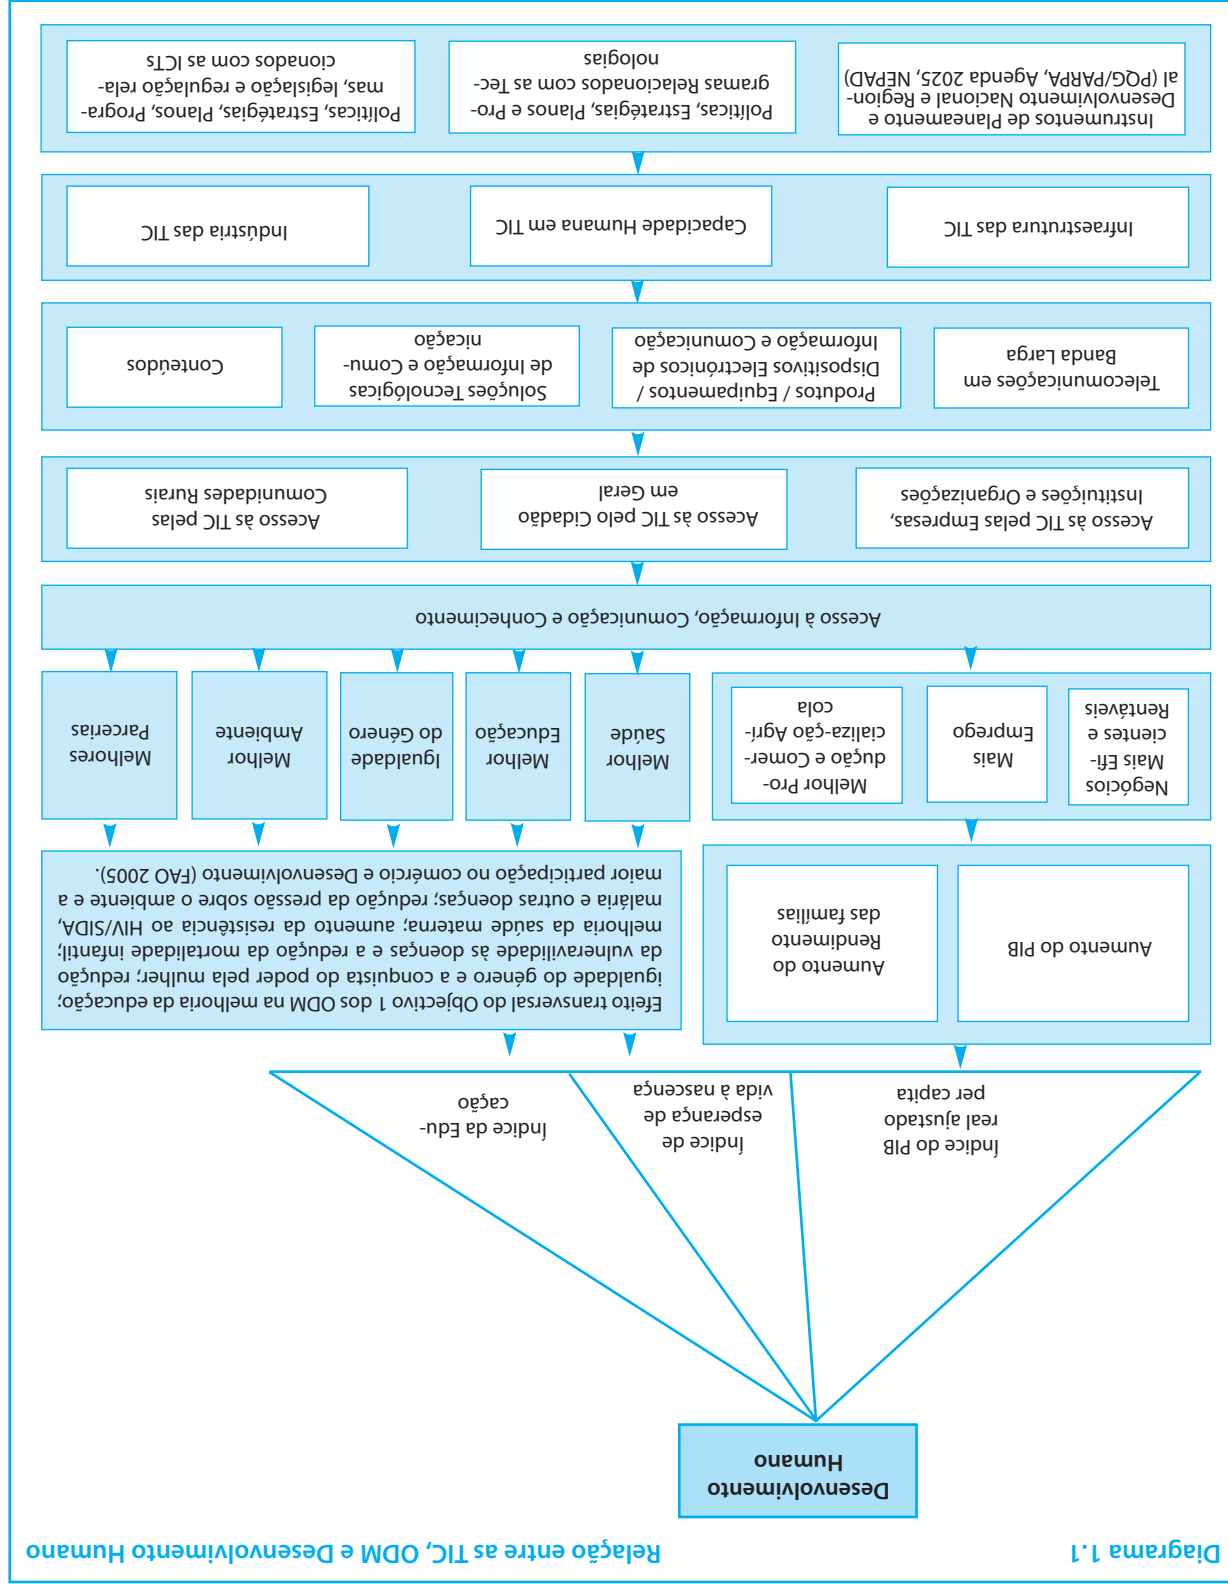 Diagrama 1.1
Relação entre as TIC, ODM e Desenvolvimento Humano
Desenvolvimento
Humano
Índice do PIB
real ajustado
per capita
Índice de
esperança de
vida à nascença
Índice da Edu-
cação
Aumento do PIB
Aumento do
Rendimento
das famílias
Efeito transversal do Objectivo 1 dos ODM na melhoria da educação;
igualdade do género e a conquista do poder pela mulher; redução
da vulneravilidade às doenças e a redução da mortalidade infantil;
melhoria da saúde materna; aumento da resistência ao HIV/SIDA,
malária e outras doenças; redução da pressão sobre o ambiente e a
maior participação no comércio e Desenvolvimento (FAO 2005).
Negócios
Mais Efi-
cientes e
Rentáveis
Mais
Emprego
Melhor Pro-
dução e Comer-
cializa-ção Agrí-
cola
Melhor
Saúde
Melhor
Educação
Igualdade
do Género
Melhor
Ambiente
Melhores
Parcerias
Acesso à Informação, Comunicação e Conhecimento
Acesso às TIC pelas Empresas,
Instituições e Organizações
Acesso às TIC pelo Cidadão
em Geral
Acesso às TIC pelas
Comunidades Rurais
Telecomunicações em
Banda Larga
Produtos / Equipamentos /
Dispositivos Electrónicos de
Informação e Comunicação
Soluções Tecnológicas
de Informação e Comu-
nicação
Conteúdos
Infraestrutura das TIC
Capacidade Humana em TIC
Indústria das TIC
Instrumentos de Planeamento e
Desenvolvimento Nacional e Region-
al (PQG/PARPA, Agenda 2025, NEPAD)
Políticas, Estratégias, Planos e Pro-
gramas Relacionados com as Tec-
nologias
Políticas, Estratégias, Planos, Progra-
mas, legislação e regulação rela-
cionados com as ICTs